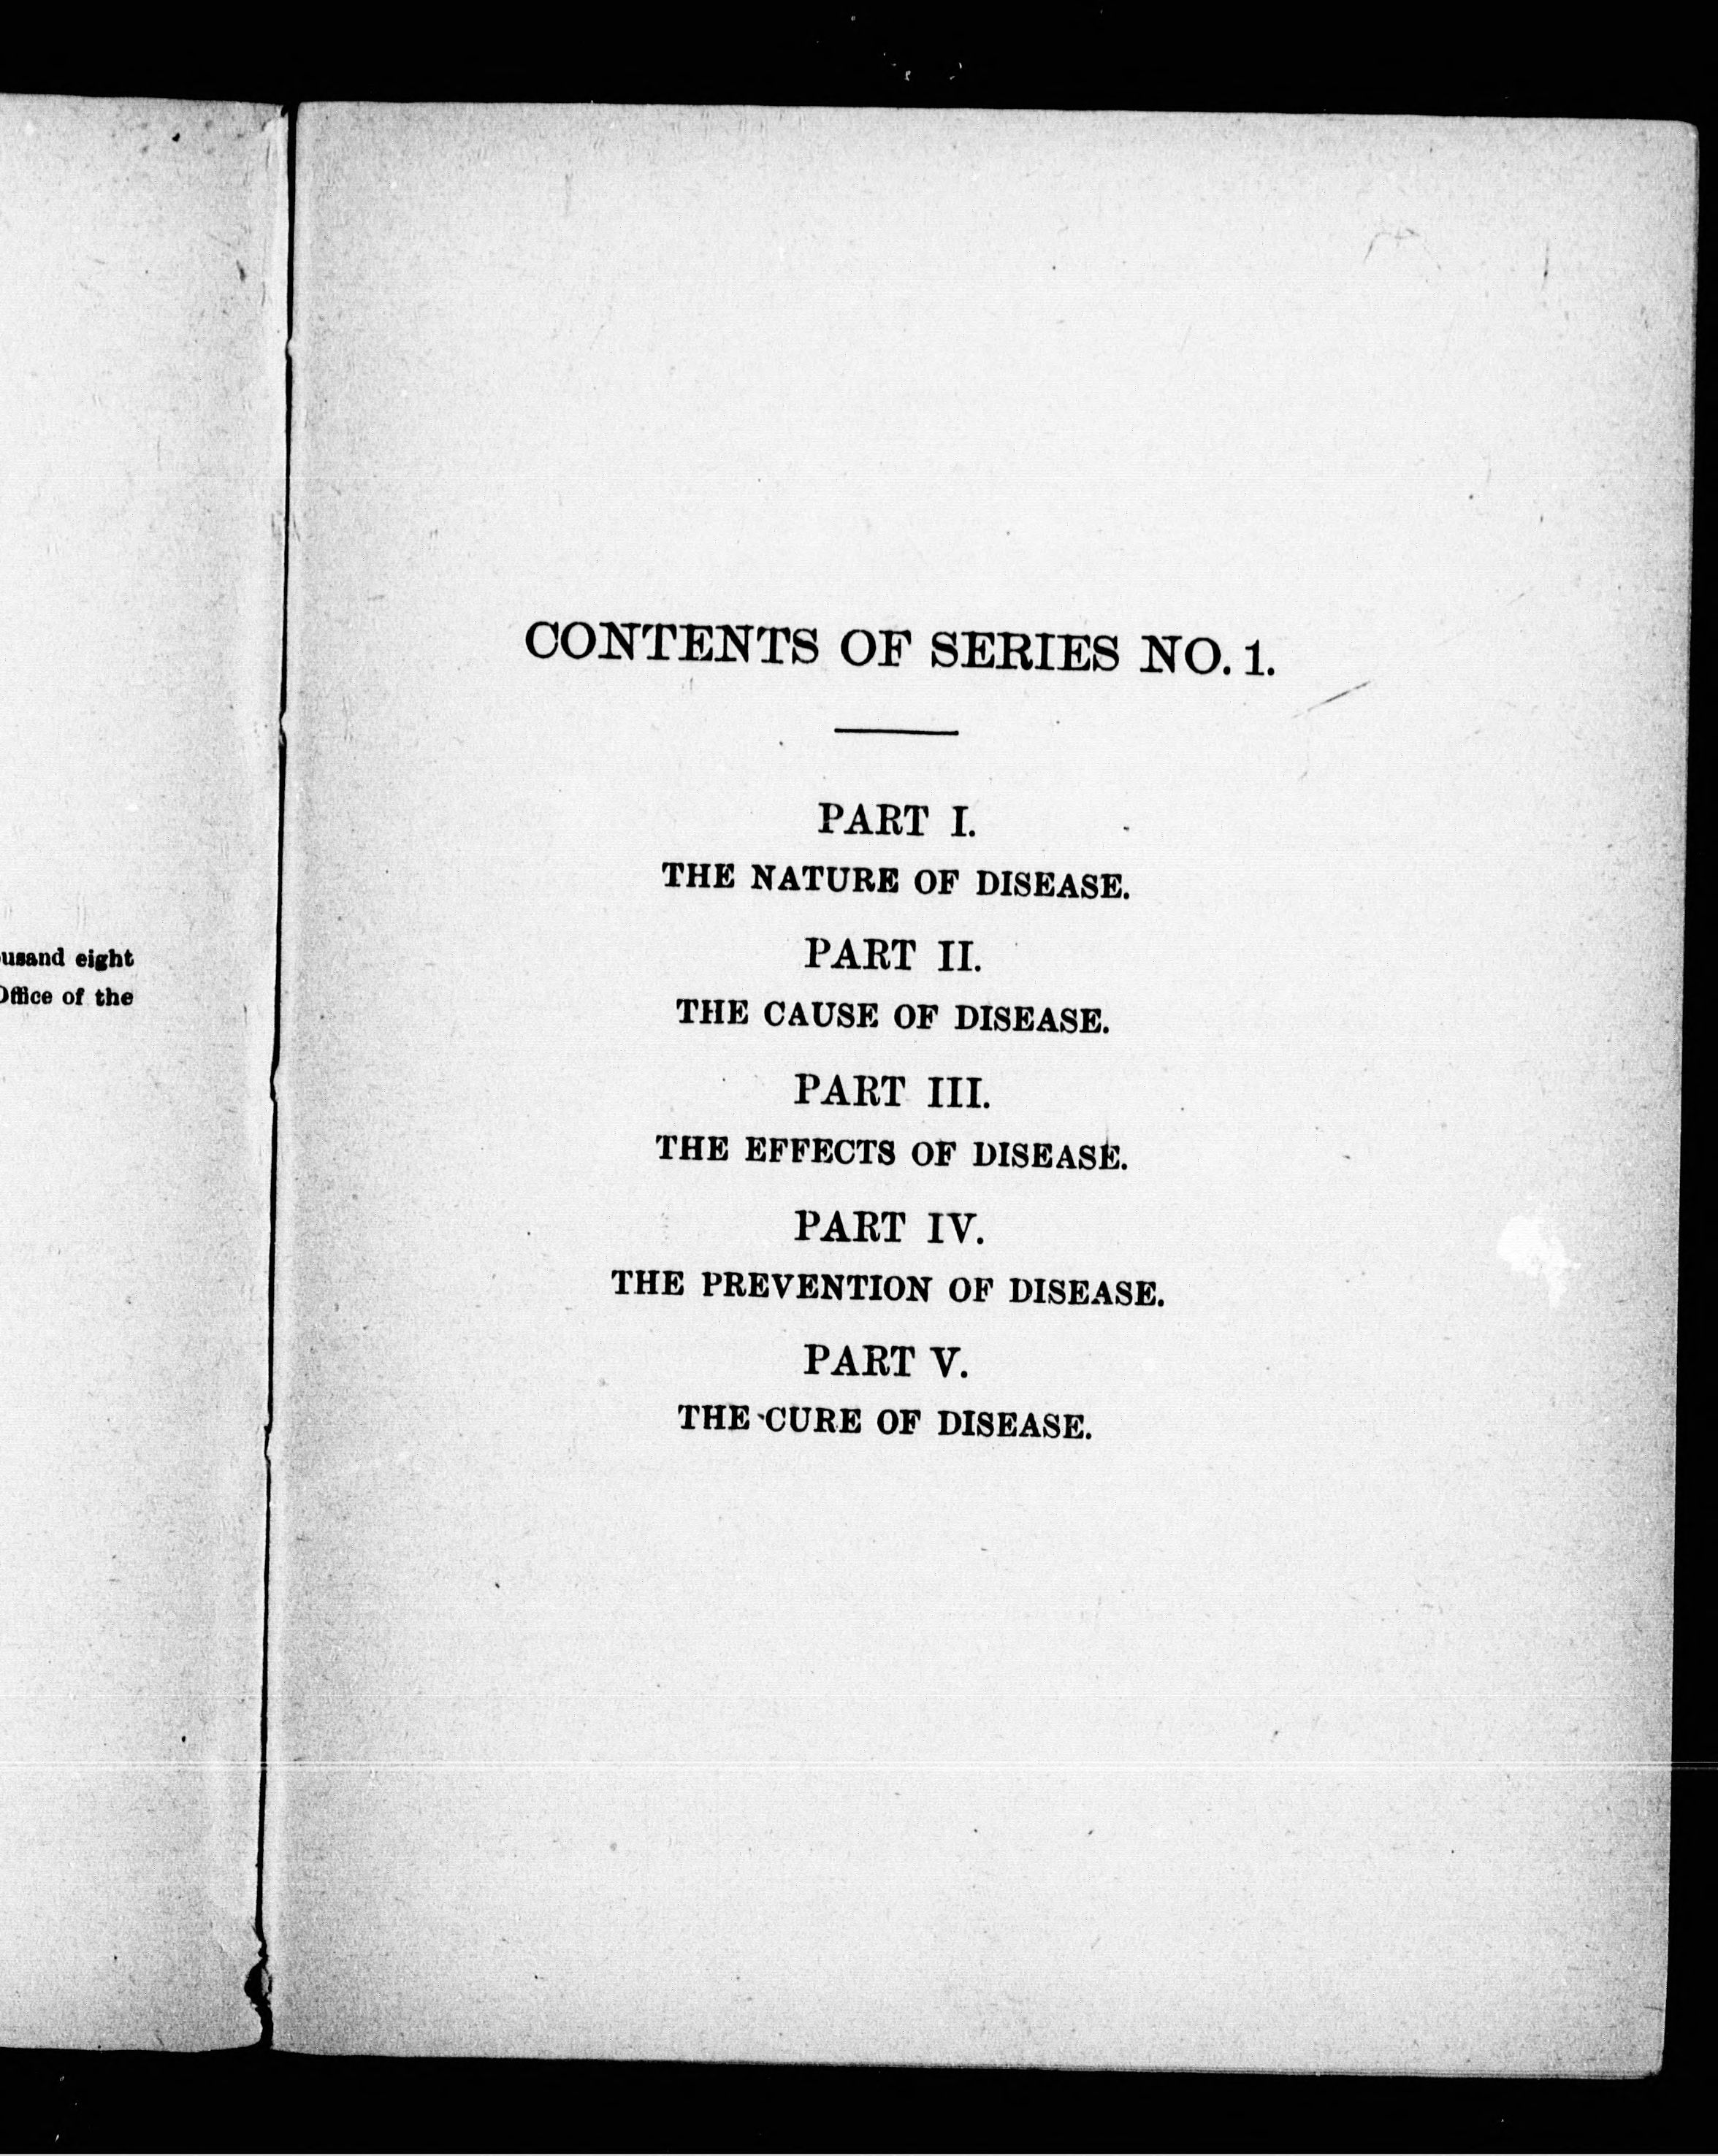 eight
Office of the
CONTENTS OF SERIES NO. 1.
PART I.
THE NATURE OF DISEASE.
PART II.
THE CAUSE OF DISEASE.
PART III.
THE EFFECTS OF DISEASE.
PART IV.
THE PREVENTION OF DISEASE.
PART V.
THE CURE OF DISEASE.